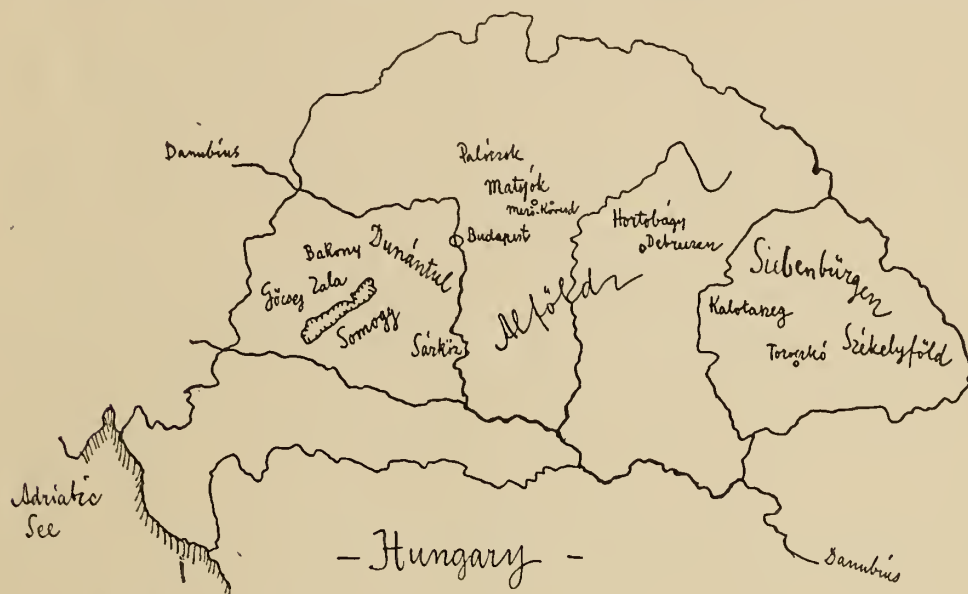 Danubius
Palóczok
Matyók
Mező-Kövesd
Hortobágy
Debreczen
Budapest
Bakony
Dunántul
Göcsej
Zala
Somogy
Sárköz
Alföld
Siebenbürgen
Kalotaszeg
Toroczkó
Székelyföld
Adriatic
See
- Hungary -
Danubius